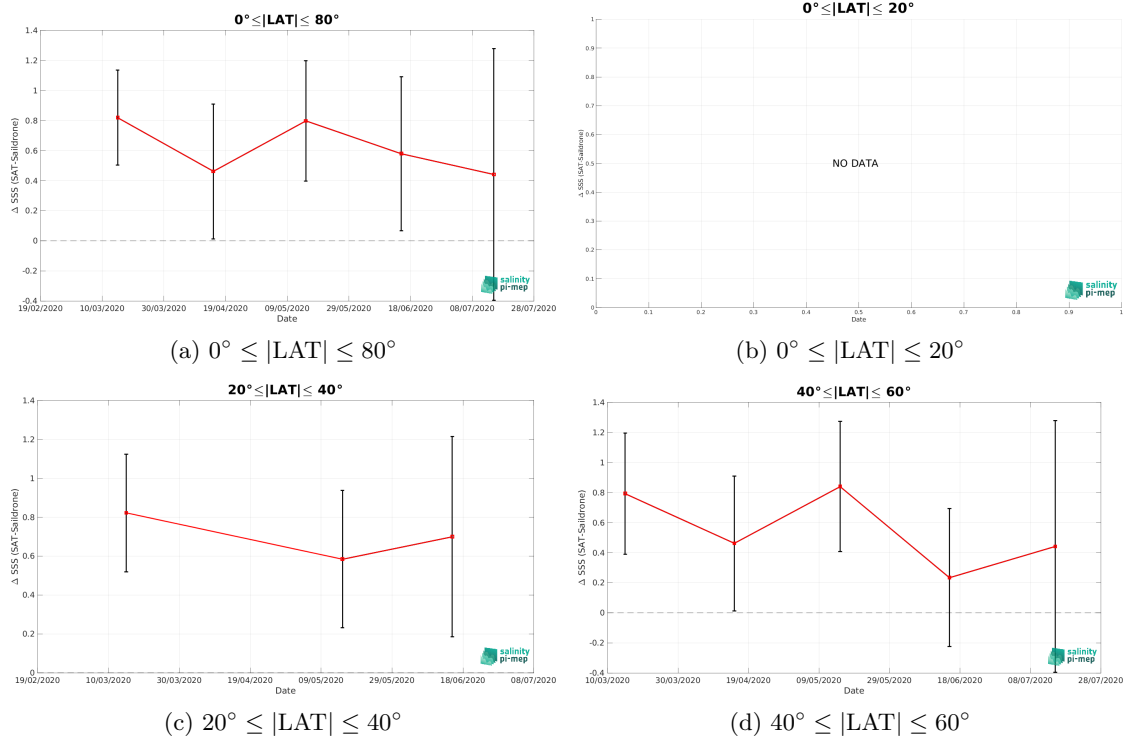 0°≤|LAT|≤ 80°
Δ SSS (SAT-Saildrone)
1.4
1.2
1
0.8
0.6
0.4
0.2
0
-0.2
-0.4
19/02/2020 10/03/2020 30/03/2020 19/04/2020 09/05/2020 29/05/2020 18/06/2020 08/07/2020 28/07/2020
Date
salinity
pi-mep
(a) 0° ≤ |LAT| ≤ 80°
0°≤|LAT|≤ 20°
Δ SSS (SAT-Saildrone)
1
0.9
0.8
0.7
0.6
0.5
0.4
0.3
0.2
0.1
0
NO DATA
0 0.1 0.2 0.3 0.4 0.5 0.6 0.7 0.8 0.9 1
Date
salinity
pi-mep
(b) 0° ≤ |LAT| ≤ 20°
20°≤|LAT|≤ 40°
Δ SSS (SAT-Saildrone)
1.4
1.2
1
0.8
0.6
0.4
0.2
0
19/02/2020 10/03/2020 30/03/2020 19/04/2020 09/05/2020 29/05/2020 18/06/2020 08/07/2020
Date
salinity
pi-mep
(c) 20° ≤ |LAT| ≤ 40°
40°≤|LAT|≤ 60°
Δ SSS (SAT-Saildrone)
1.4
1.2
1
0.8
0.6
0.4
0.2
0
-0.2
-0.4
10/03/2020 30/03/2020 19/04/2020 09/05/2020 29/05/2020 18/06/2020 08/07/2020 28/07/2020
Date
salinity
pi-mep
(d) 40° ≤ |LAT| ≤ 60°